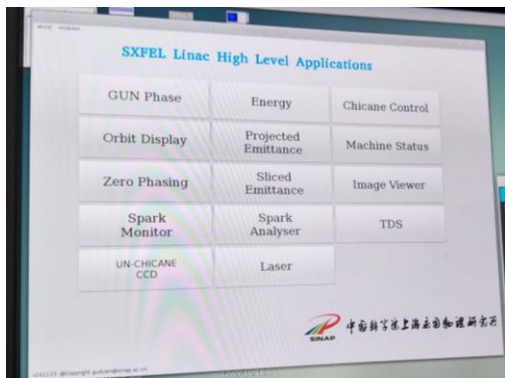 about modules
SXFEL Linac High Level Applications
GUN Phase
Energy
Chicane Control
Orbit Display
Projected
Emittance
Machine Status
Zero Phasing
Sliced
Emittance
Image Viewer
Spark
Monitor
Spark
Analyser
TDS
UN-CHICANE
CCD
Laser
SINAP
中国科学院上海应用物理研究所